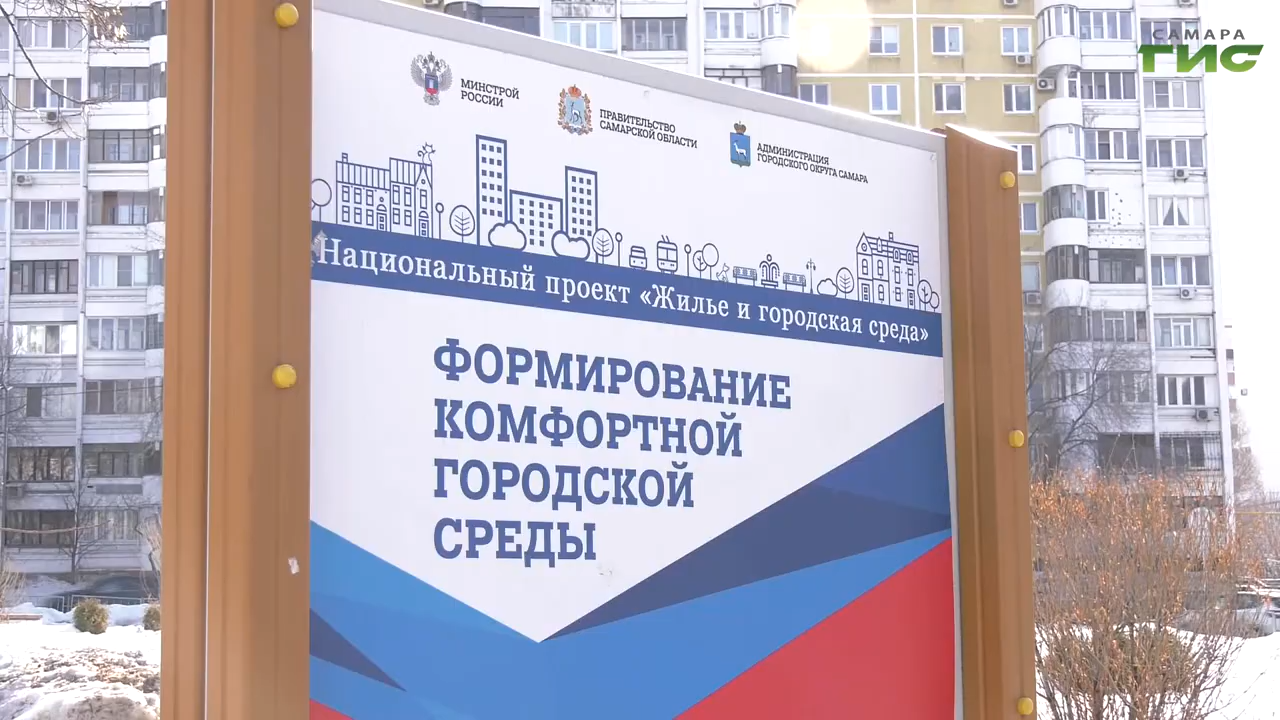 САМАРА
ГИС
МИНСТРОЙ
РОССИИ
ПРАВИТЕЛЬСТВО
САМАРСКОЙ ОБЛАСТИ
АДМИНИСТРАЦИЯ
ГОРОДСКОГО ОКРУГА САМАРА
Национальный проект «Жилье и городская среда»
ФОРМИРОВАНИЕ
КОМФОРТНОЙ
ГОРОДСКОЙ
СРЕДЫ